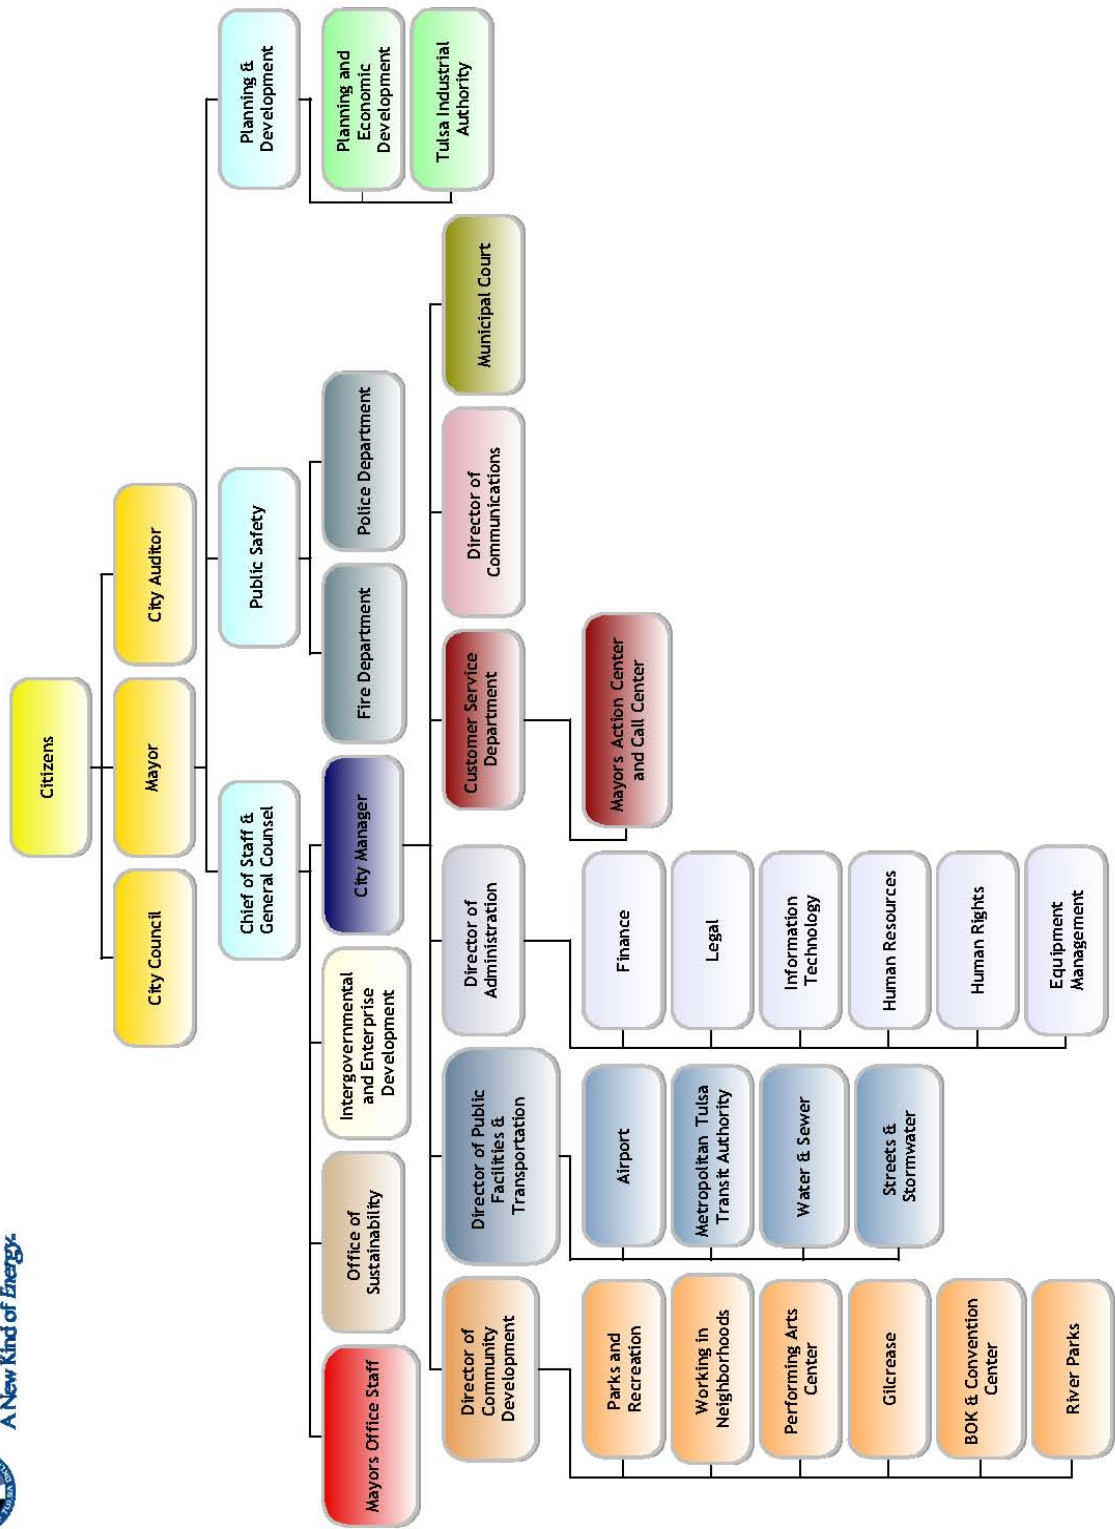 A New Kind of Energy.
Citizens
City Council
Mayor
City Auditor
Chief of Staff &
General Counsel
Public Safety
Planning &
Development
Mayors Office Staff
Office of
Sustainability
Intergovernmental
and Enterprise
Development
City Manager
Fire Department
Police Department
Planning and
Economic
Development
Tulsa Industrial
Authority
Director of
Community
Development
Director of Public
Facilities &
Transportation
Director of
Administration
Customer Service
Department
Director of
Communications
Municipal Court
Parks and
Recreation
Working in
Neighborhoods
Performing Arts
Center
Gilcrease
BOK & Convention
Center
River Parks
Airport
Metropolitan Tulsa
Transit Authority
Water & Sewer
Streets &
Stormwater
Finance
Legal
Information
Technology
Human Resources
Human Rights
Equipment
Management
Mayors Action Center
and Call Center